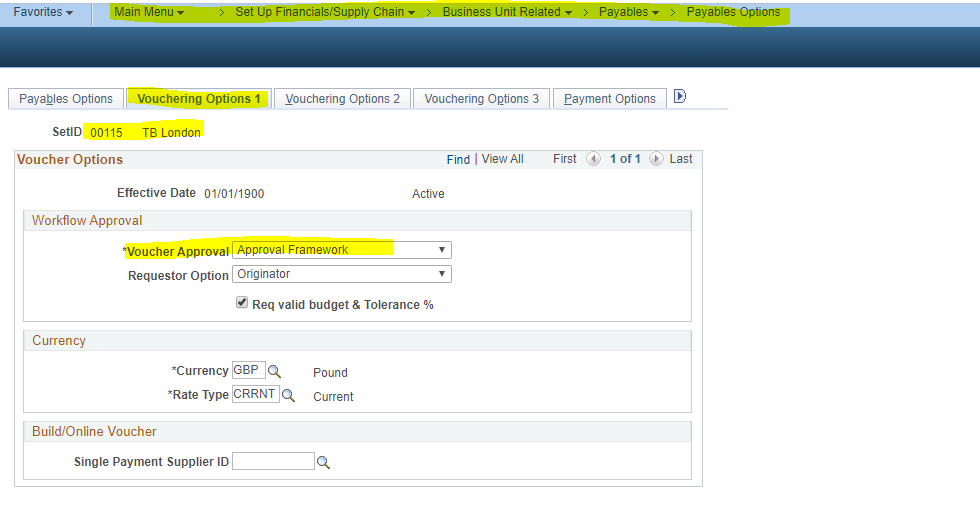 Favorites Main Menu > Set Up Financials/Supply Chain > Business Unit Related > Payables > Payables Options
Payables Options Vouchering Options 1 Vouchering Options 2 Vouchering Options 3 Payment Options
SetID 00115 TB London
Voucher Options Find | View All First 1 of 1 Last
Effective Date 01/01/1900 Active
Workflow Approval
*Voucher Approval Approval Framework
Requestor Option Originator
Req valid budget & Tolerance %
Currency
*Currency GBP Pound
*Rate Type CRRNT Current
Build/Online Voucher
Single Payment Supplier ID